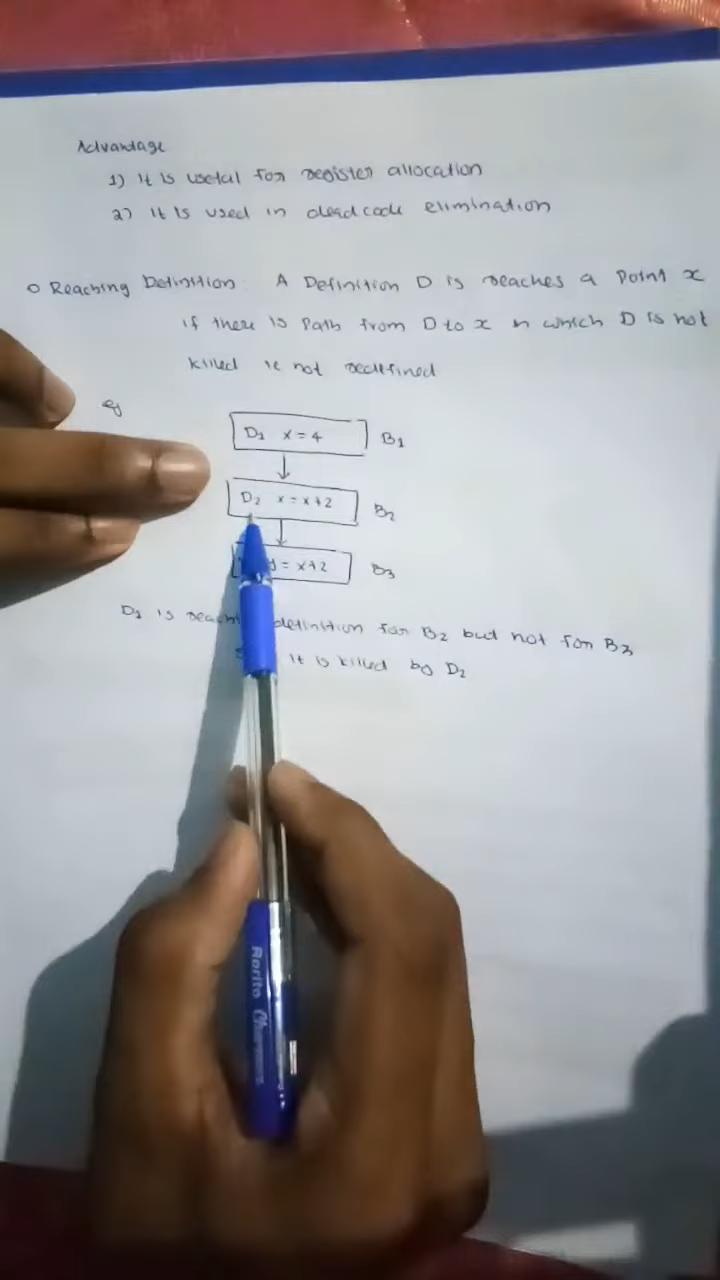 Advantage
1) It is useful for register allocation
2) It is used in deadcode elimination
o Reaching Definition: A Definition D is reaches a Point x
if there is Path from D to x in which D is not
killed ie not redefined
eg
D1 x = 4 B1
D2 x = x+2 B2
y = x+2 B3
D1 is definition for B2 but not for B3
it is killed by D2
Rorito